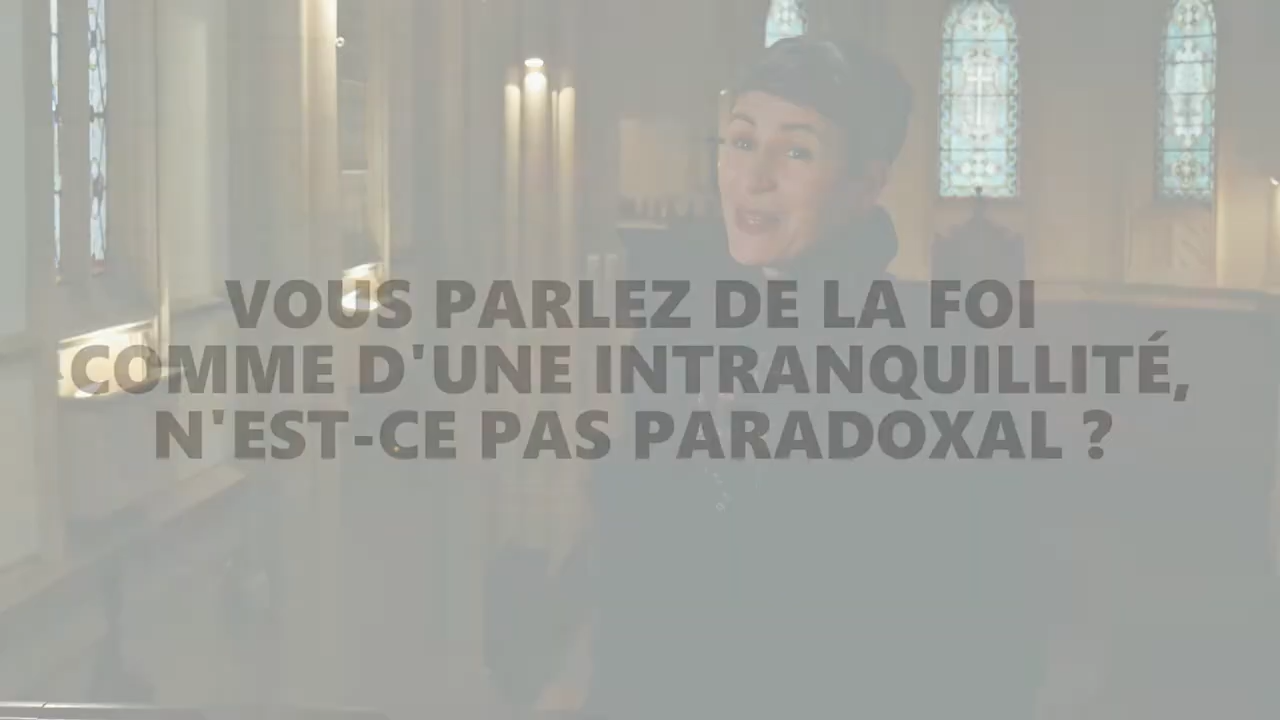 VOUS PARLEZ DE LA FOI
COMME D'UNE INTRANQUILLITÉ,
N'EST-CE PAS PARADOXAL ?